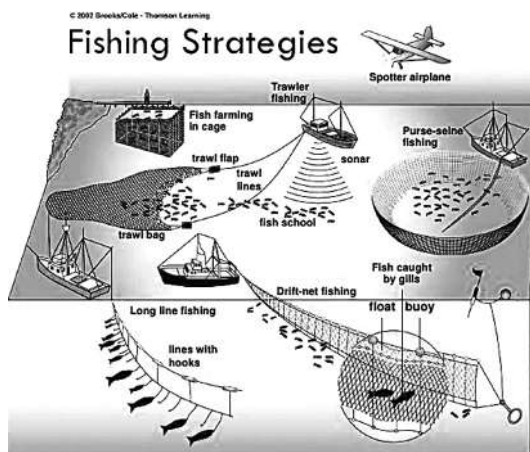 © 2002 Brooks/Cole - Thomson Learning
Fishing Strategies
Spotter airplane
Trawler
fishing
Fish farming
in cage
Purse-seine
fishing
trawl flap
trawl
lines
sonar
fish school
trawl bag
Fish caught
by gills
Drift-net fishing
float
buoy
Long line fishing
lines with
hooks